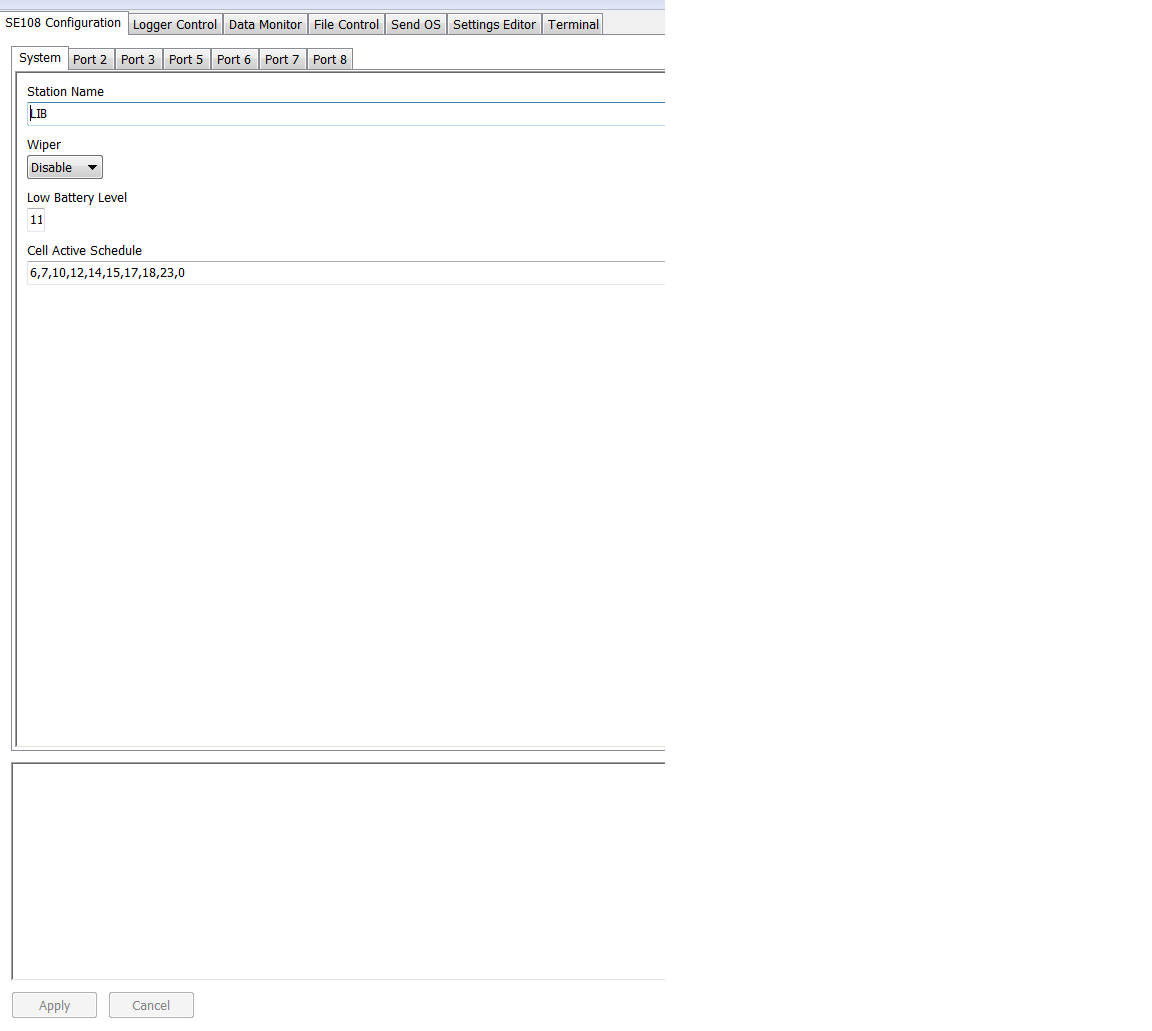 SE108 Configuration Logger Control Data Monitor File Control Send OS Settings Editor Terminal
System Port 2 Port 3 Port 5 Port 6 Port 7 Port 8
Station Name
LIB
Wiper
Disable
Low Battery Level
11
Cell Active Schedule
6,7,10,12,14,15,17,18,23,0
Apply Cancel